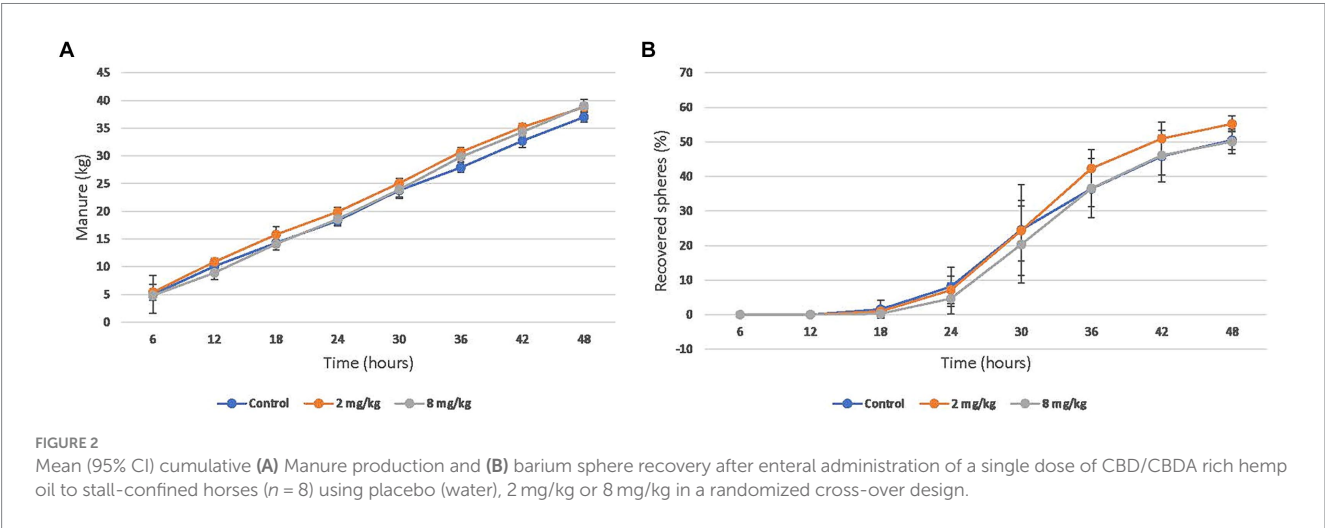 A
45
40
35
30
25
20
15
10
5
0
Manure (kg)
6 12 18 24 30 36 42 48
Time (hours)
Control 2 mg/kg 8 mg/kg
B
70
60
50
40
30
20
10
0
-10
Recovered spheres (%)
6 12 18 24 30 36 42 48
Time (hours)
Control 2 mg/kg 8 mg/kg
FIGURE 2
Mean (95% CI) cumulative (A) Manure production and (B) barium sphere recovery after enteral administration of a single dose of CBD/CBDA rich hemp
oil to stall-confined horses (n = 8) using placebo (water), 2 mg/kg or 8 mg/kg in a randomized cross-over design.